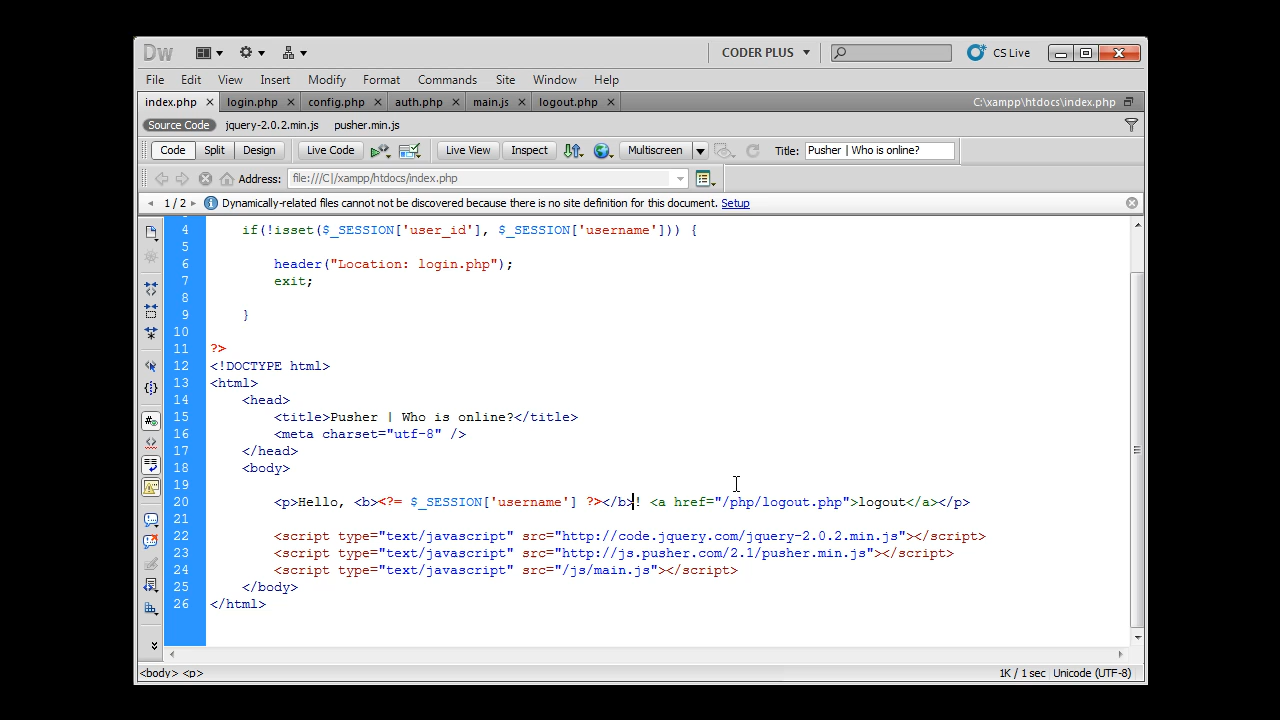 Dw CODER PLUS CS Live
File Edit View Insert Modify Format Commands Site Window Help
index.php login.php config.php auth.php main.js logout.php C:\xampp\htdocs\index.php
Source Code jquery-2.0.2.min.js pusher.min.js
Code Split Design Live Code Live View Inspect Multiscreen Title: Pusher | Who is online?
Address: file:///C|/xampp/htdocs/index.php
1 / 2 Dynamically-related files cannot not be discovered because there is no site definition for this document. Setup
4 if(!isset($_SESSION['user_id'], $_SESSION['username'])) {
5
6 header("Location: login.php");
7 exit;
8
9 }
10
11 ?>
12 <!DOCTYPE html>
13 <html>
14 <head>
15 <title>Pusher | Who is online?</title>
16 <meta charset="utf-8" />
17 </head>
18 <body>
19
20 <p>Hello, <b><?= $_SESSION['username'] ?></b>! <a href="/php/logout.php">logout</a></p>
21
22 <script type="text/javascript" src="http://code.jquery.com/jquery-2.0.2.min.js"></script>
23 <script type="text/javascript" src="http://js.pusher.com/2.1/pusher.min.js"></script>
24 <script type="text/javascript" src="/js/main.js"></script>
25 </body>
26 </html>
<body> <p> 1K / 1 sec Unicode (UTF-8)